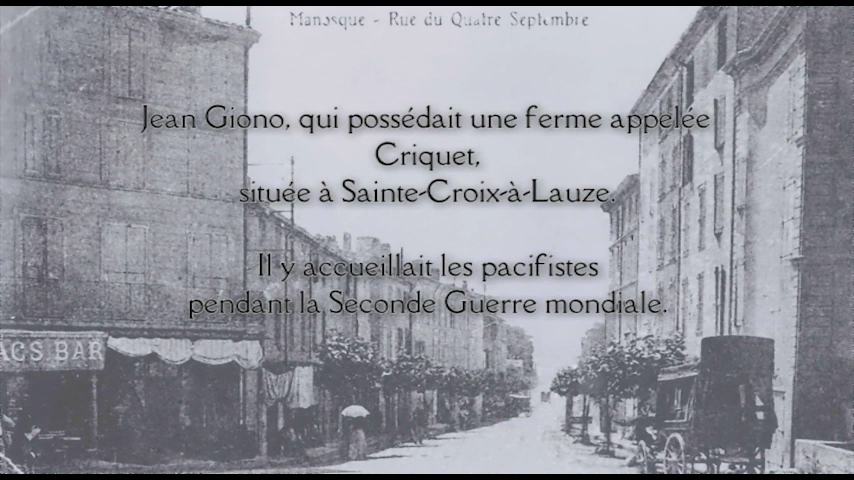 Manosque - Rue du Quatre Septembre
Jean Giono, qui possédait une ferme appelée
Criquet,
située à Sainte-Croix-à-Lauze.
Il y accueillait les pacifistes
pendant la Seconde Guerre mondiale.
ACS. BAR